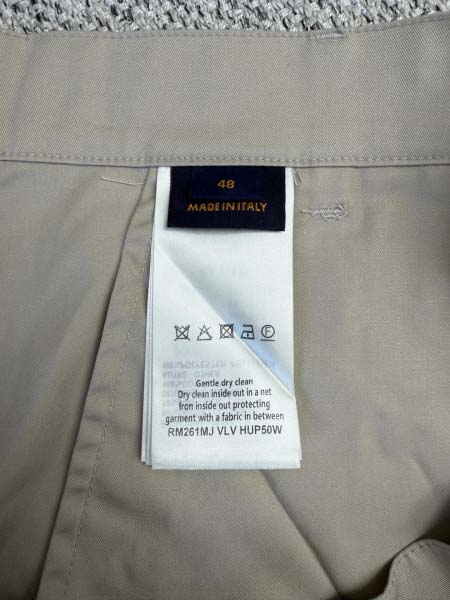 48
MADE IN ITALY
Gentle dry clean
Dry clean inside out in a net
Iron inside out protecting
garment with a fabric in between
RM261MJ VLV HUP50W